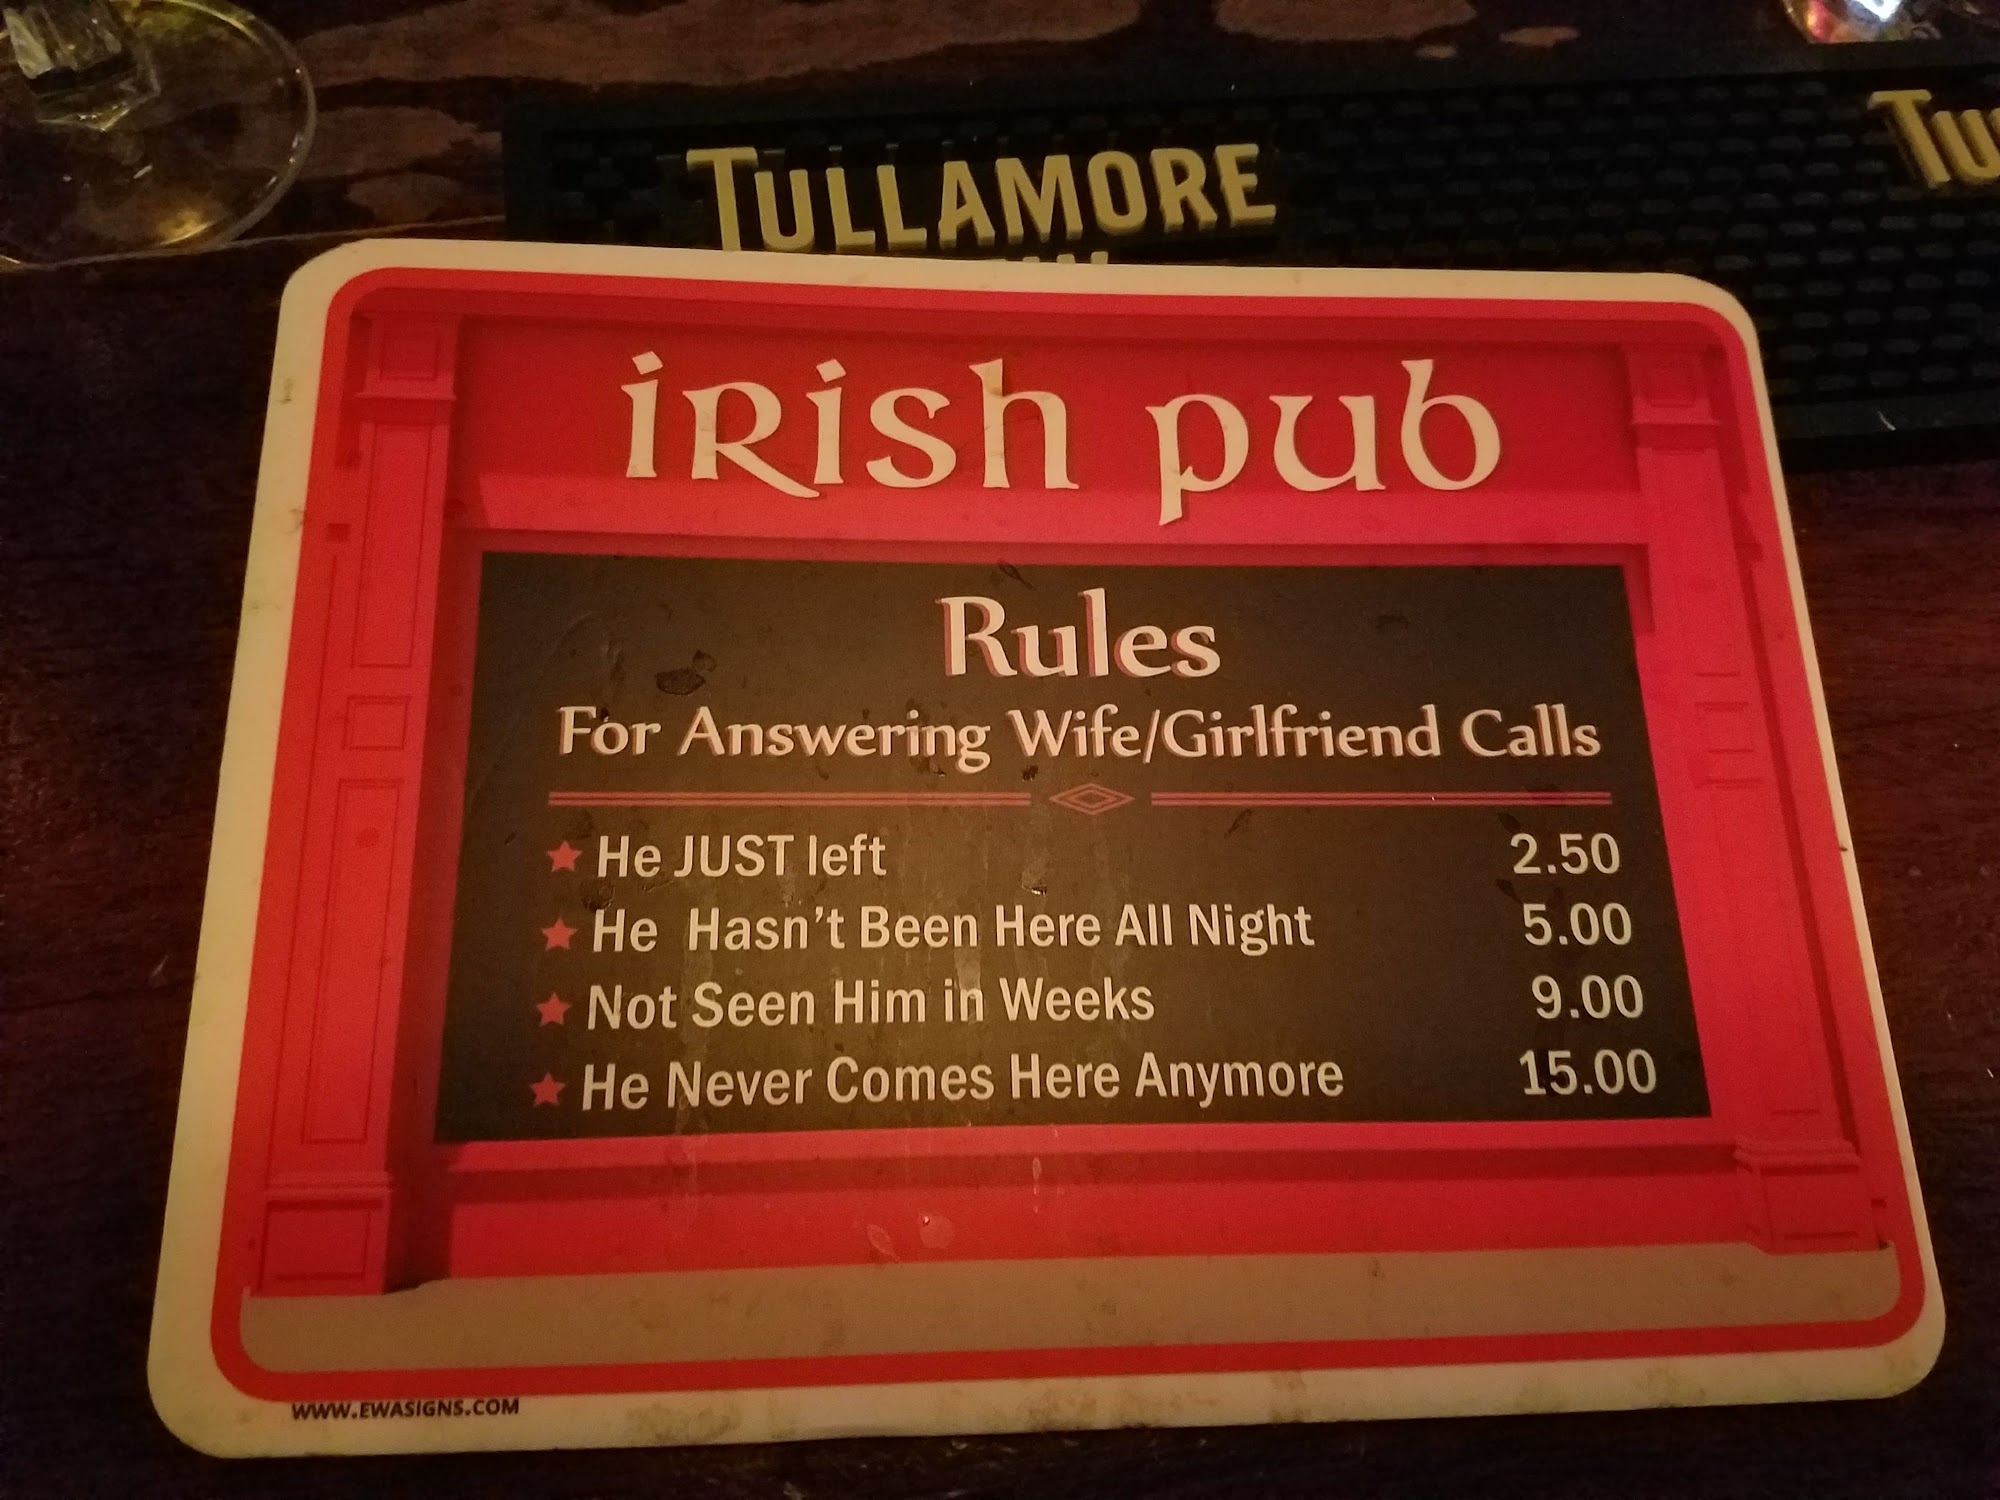 TULLAMORE
TU
irish pub
Rules
For Answering Wife/Girlfriend Calls
He JUST left 2.50
He Hasn't Been Here All Night 5.00
Not Seen Him in Weeks 9.00
He Never Comes Here Anymore 15.00
WWW.EWASIGNS.COM